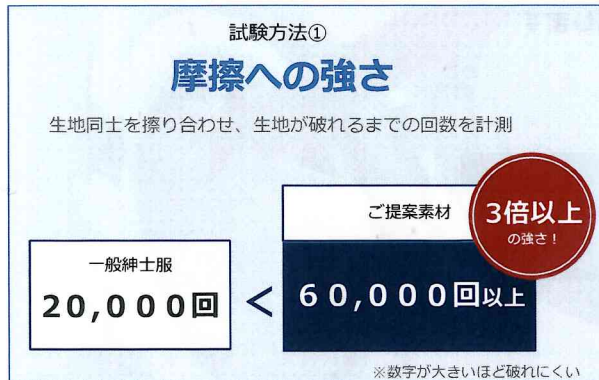 試験方法①
摩擦への強さ
生地同士を擦り合わせ、生地が破れるまでの回数を計測
ご提案素材
3倍以上
の強さ！
一般紳士服
20,000回
<
60,000回以上
※数字が大きいほど破れにくい